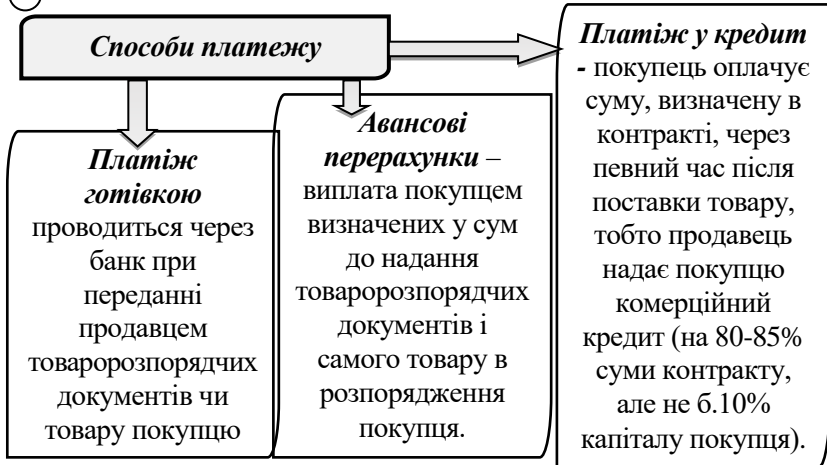 Способи платежу
Платіж
готівкою
проводиться через
банк при
переданні
продавцем
товаророзпорядчих
документів чи
товару покупцю
Авансові
перерахунки –
виплата покупцем
визначених у сум
до надання
товаророзпорядчих
документів і
самого товару в
розпорядження
покупця.
Платіж у кредит
- покупець оплачує
суму, визначену в
контракті, через
певний час після
поставки товару,
тобто продавець
надає покупцю
комерційний
кредит (на 80-85%
суми контракту,
але не б.10%
капіталу покупця).